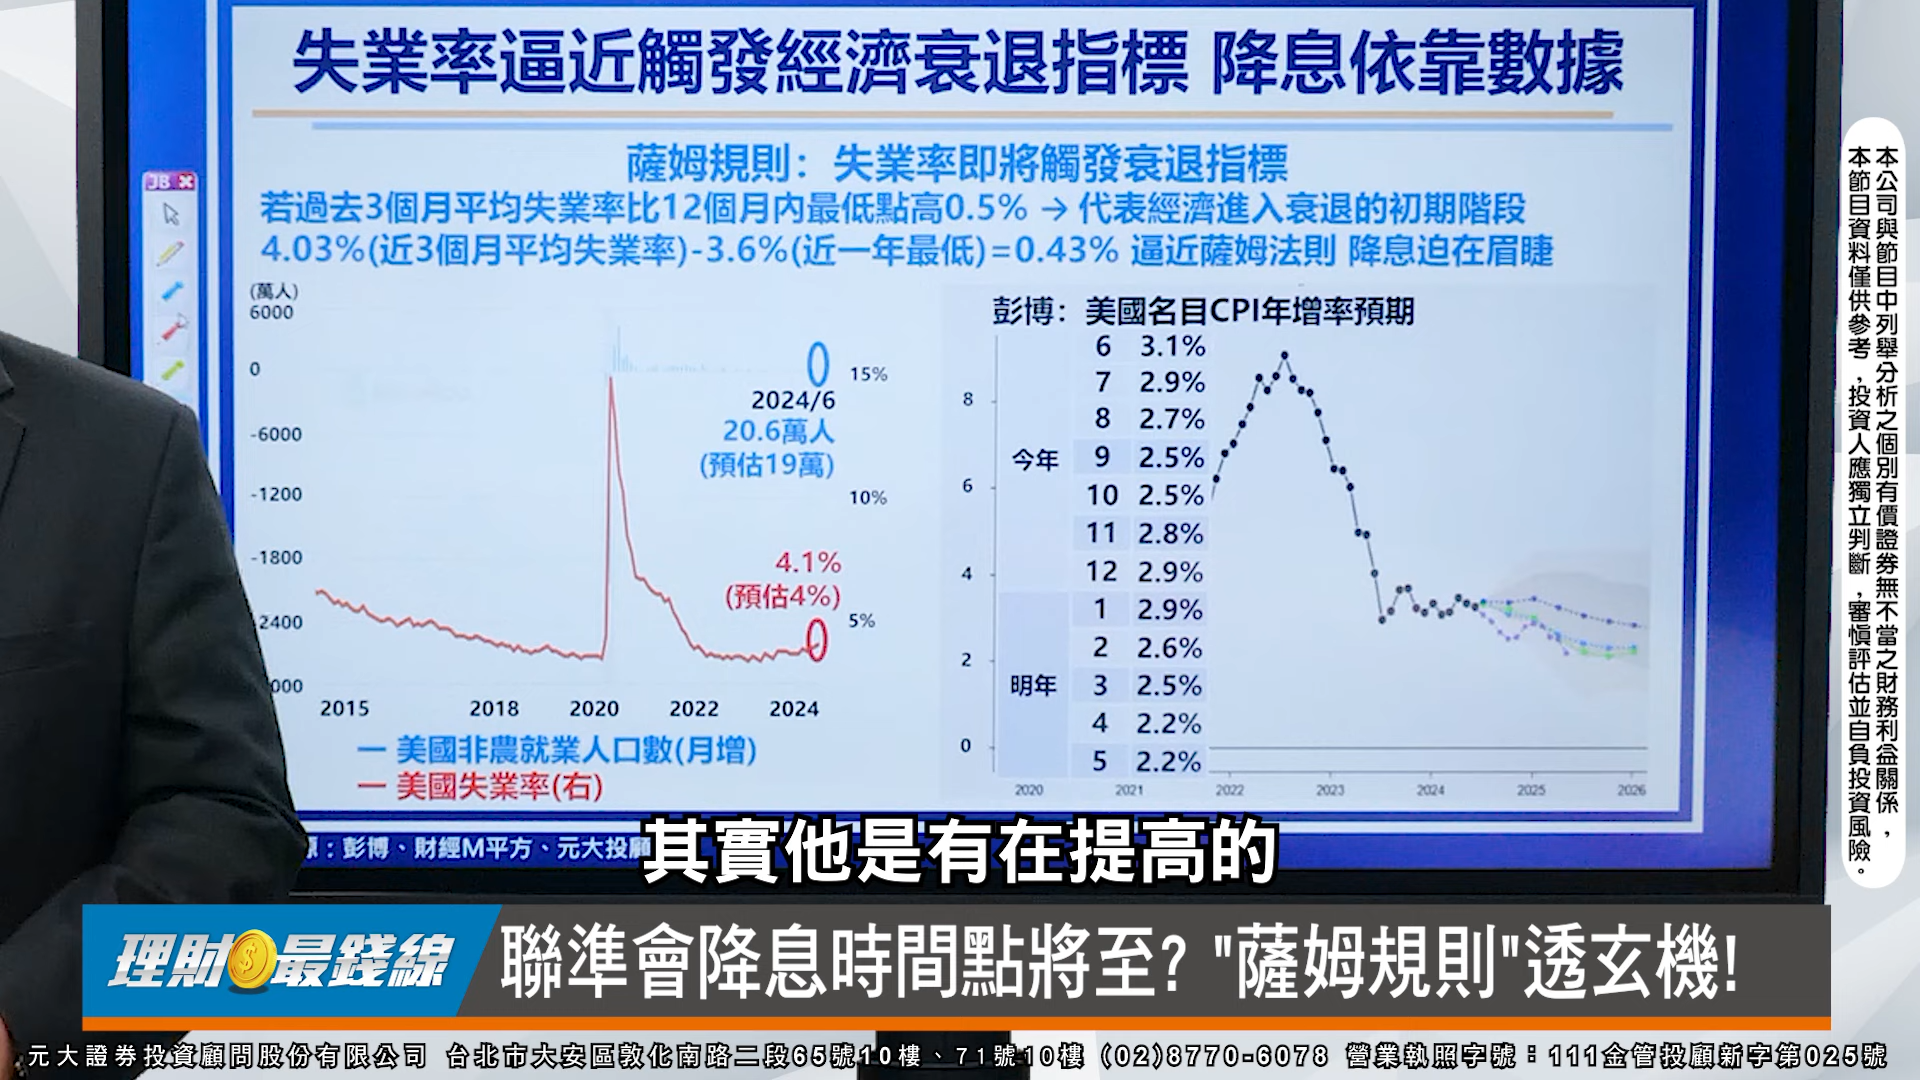 失業率逼近觸發經濟衰退指標 降息依靠數據
薩姆規則：失業率即將觸發衰退指標
若過去3個月平均失業率比12個月內最低點高0.5% → 代表經濟進入衰退的初期階段
4.03%(近3個月平均失業率)-3.6%(近一年最低)=0.43% 逼近薩姆法則 降息迫在眉睫
JB
(萬人)
6000
0
-6000
-1200
-1800
2400
000
15%
10%
5%
2024/6
20.6萬人
(預估19萬)
4.1%
(預估4%)
2015 2018 2020 2022 2024
美國非農就業人口數(月增)
美國失業率(右)
彭博：美國名目CPI年增率預期
今年
6 3.1%
7 2.9%
8 2.7%
9 2.5%
10 2.5%
11 2.8%
12 2.9%
明年
1 2.9%
2 2.6%
3 2.5%
4 2.2%
5 2.2%
8
6
4
2
0
2020 2021 2022 2023 2024 2025 2026
：彭博、財經M平方、元大投顧
其實他是有在提高的
理財最錢線
聯準會降息時間點將至? "薩姆規則"透玄機!
本公司與節目中列舉分析之個別有價證券無不當之財務利益關係，
本節目資料僅供參考，投資人應獨立判斷，審慎評估並自負投資風險。
元大證券投資顧問股份有限公司 台北市大安區敦化南路二段65號10樓、71號10樓 (02)8770-6078 營業執照字號：111金管投顧新字第025號